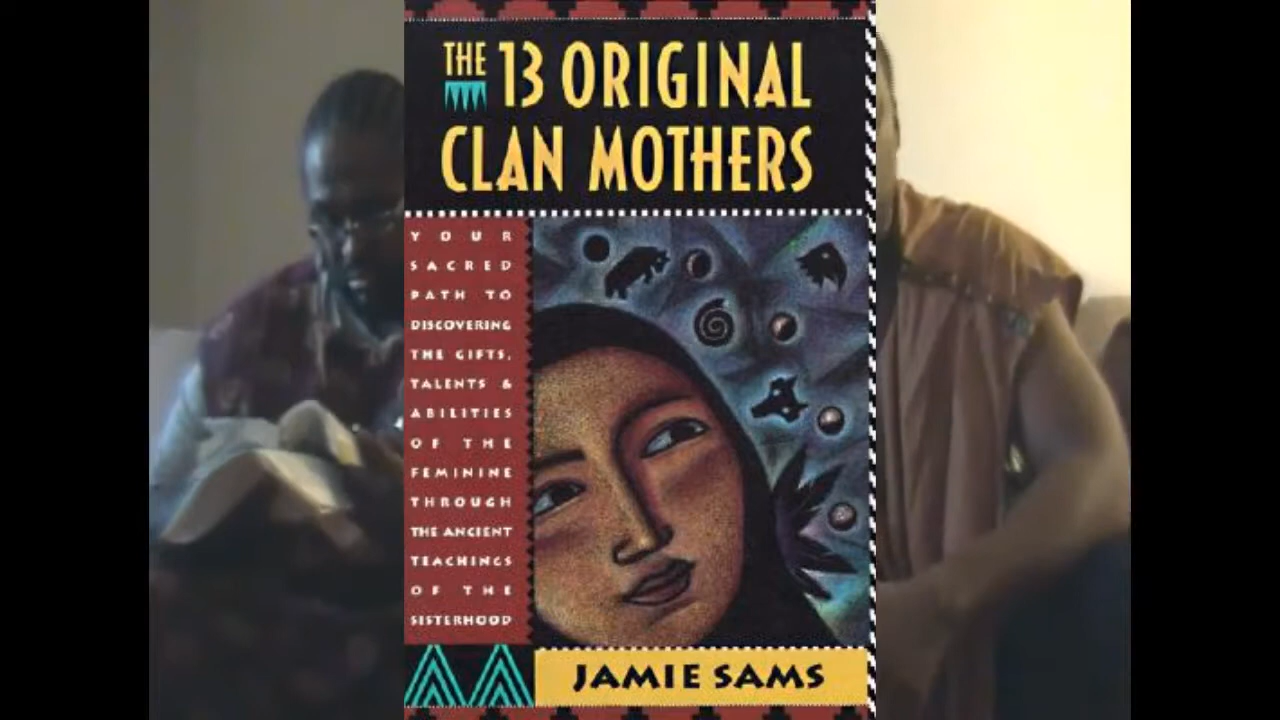 THE 13 ORIGINAL
CLAN MOTHERS
YOUR
SACRED
PATH TO
DISCOVERING
THE GIFTS,
TALENTS &
ABILITIES
OF THE
FEMININE
THROUGH
THE ANCIENT
TEACHINGS
OF THE
SISTERHOOD
JAMIE SAMS